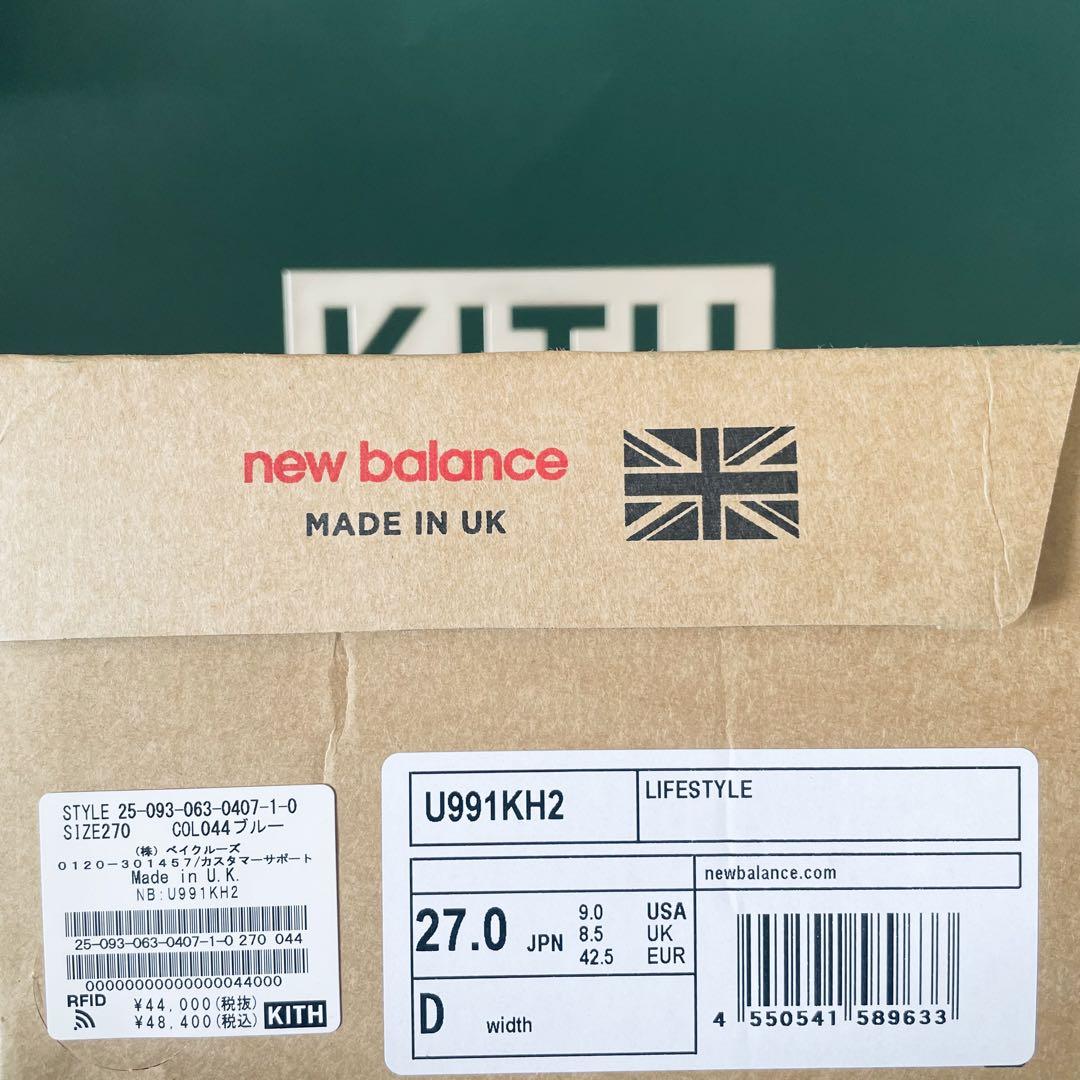 KITH
new balance
MADE IN UK
STYLE 25-093-063-0407-1-0
SIZE270 COL044ブルー
(株) ベイクルーズ
0120-301457/カスタマーサポート
Made in U.K.
NB:U991KH2
25-093-063-0407-1-0 270 044
00000000000000044000
RFID
¥44,000(税抜)
¥48,400(税込)
KITH
U991KH2
LIFESTYLE
newbalance.com
27.0 JPN
9.0 USA
8.5 UK
42.5 EUR
D width
4 550541 589633